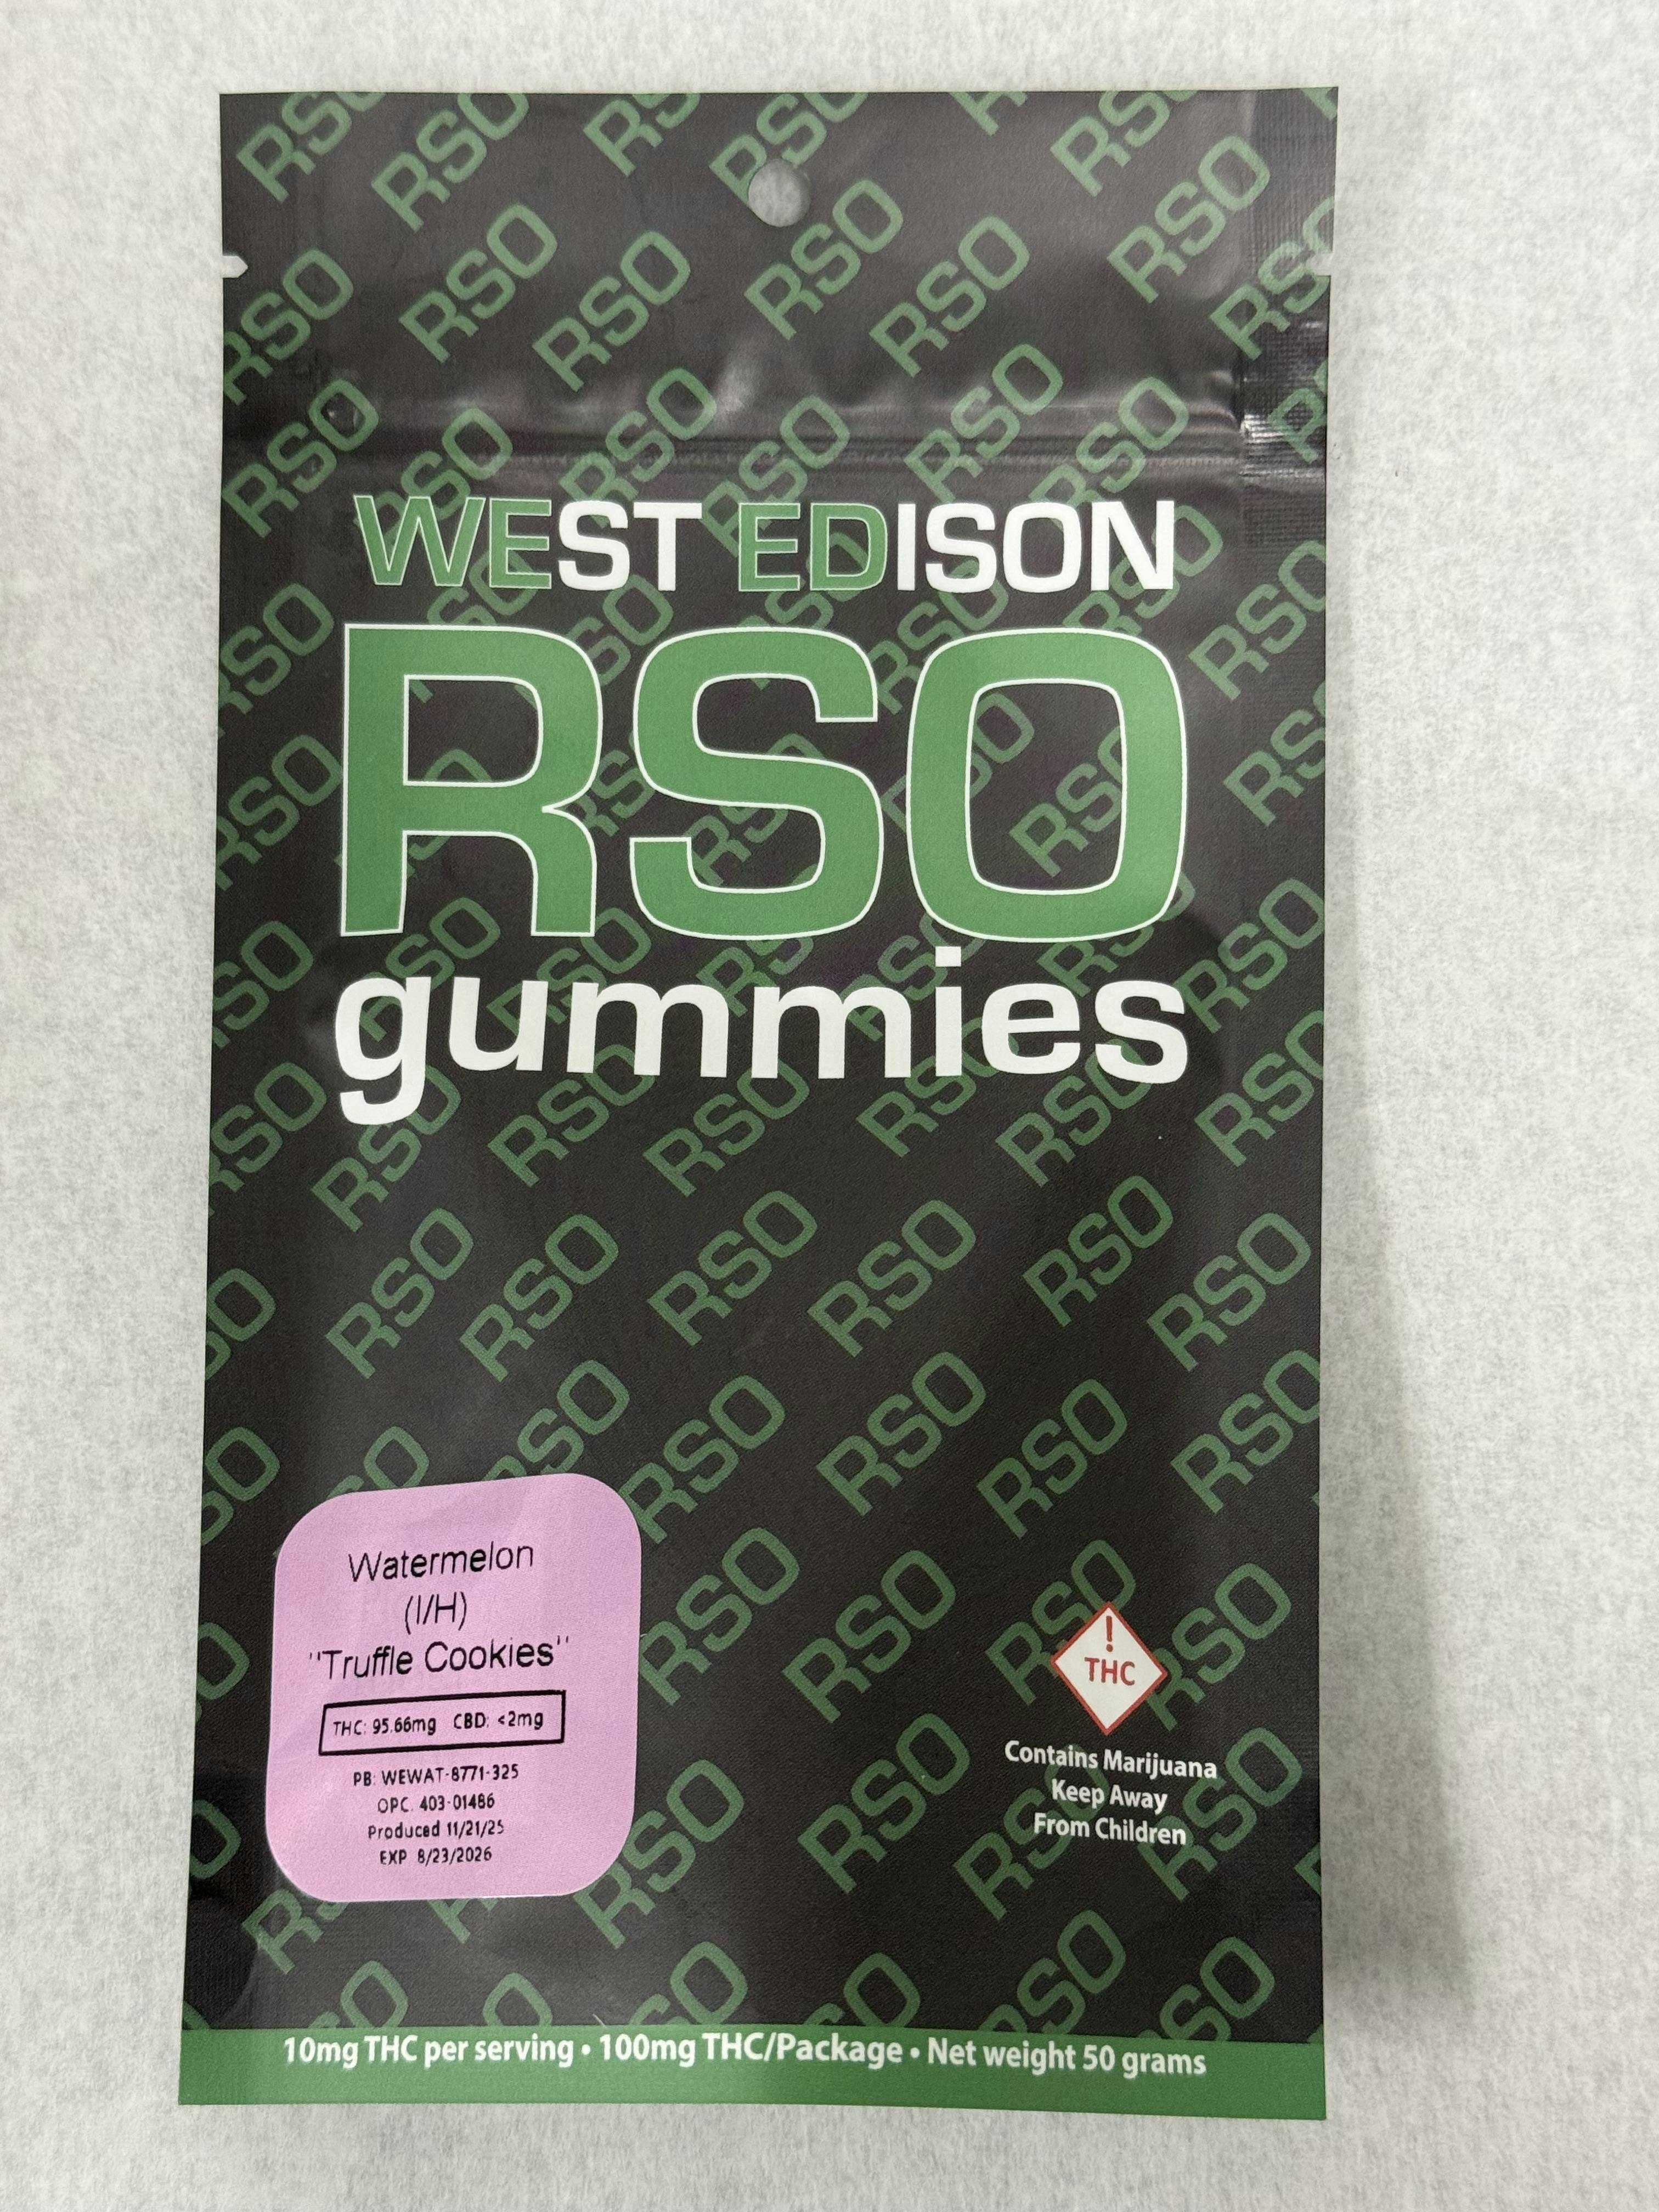 WEST EDISON
RSO
gummies
Watermelon
(I/H)
"Truffle Cookies"
THC: 95.66mg CBD: <2mg
PB: WEWAT-8771-325
OPC. 403-01486
Produced 11/21/25
EXP 8/23/2026
!
THC
Contains Marijuana
Keep Away
From Children
10mg THC per serving • 100mg THC/Package • Net weight 50 grams